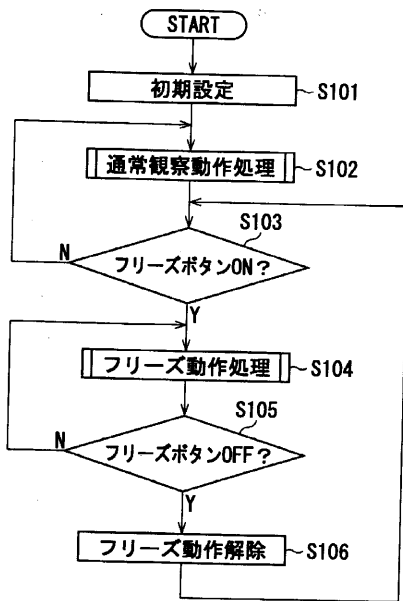 START
初期設定 S101
通常観察動作処理 S102
S103
フリーズボタンON?
N
Y
フリーズ動作処理 S104
S105
フリーズボタンOFF?
N
Y
フリーズ動作解除 S106